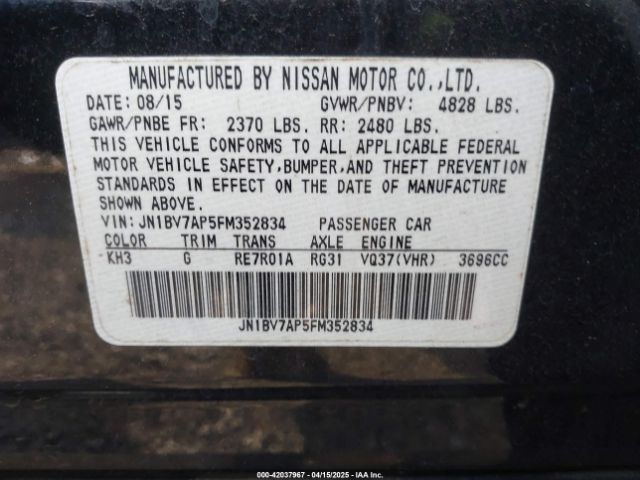 MANUFACTURED BY NISSAN MOTOR CO.,LTD.
DATE: 08/15 GVWR/PNBV: 4828 LBS.
GAWR/PNBE FR: 2370 LBS. RR: 2480 LBS.
THIS VEHICLE CONFORMS TO ALL APPLICABLE FEDERAL
MOTOR VEHICLE SAFETY,BUMPER,AND THEFT PREVENTION
STANDARDS IN EFFECT ON THE DATE OF MANUFACTURE
SHOWN ABOVE.
VIN:JN1BV7AP5FM352834 PASSENGER CAR
COLOR TRIM TRANS AXLE ENGINE
KH3 G RE7R01A RG31 VQ37(VHR) 3696CC
JN1BV7AP5FM352834
000-42037967 - 04/15/2025 - IAA Inc.